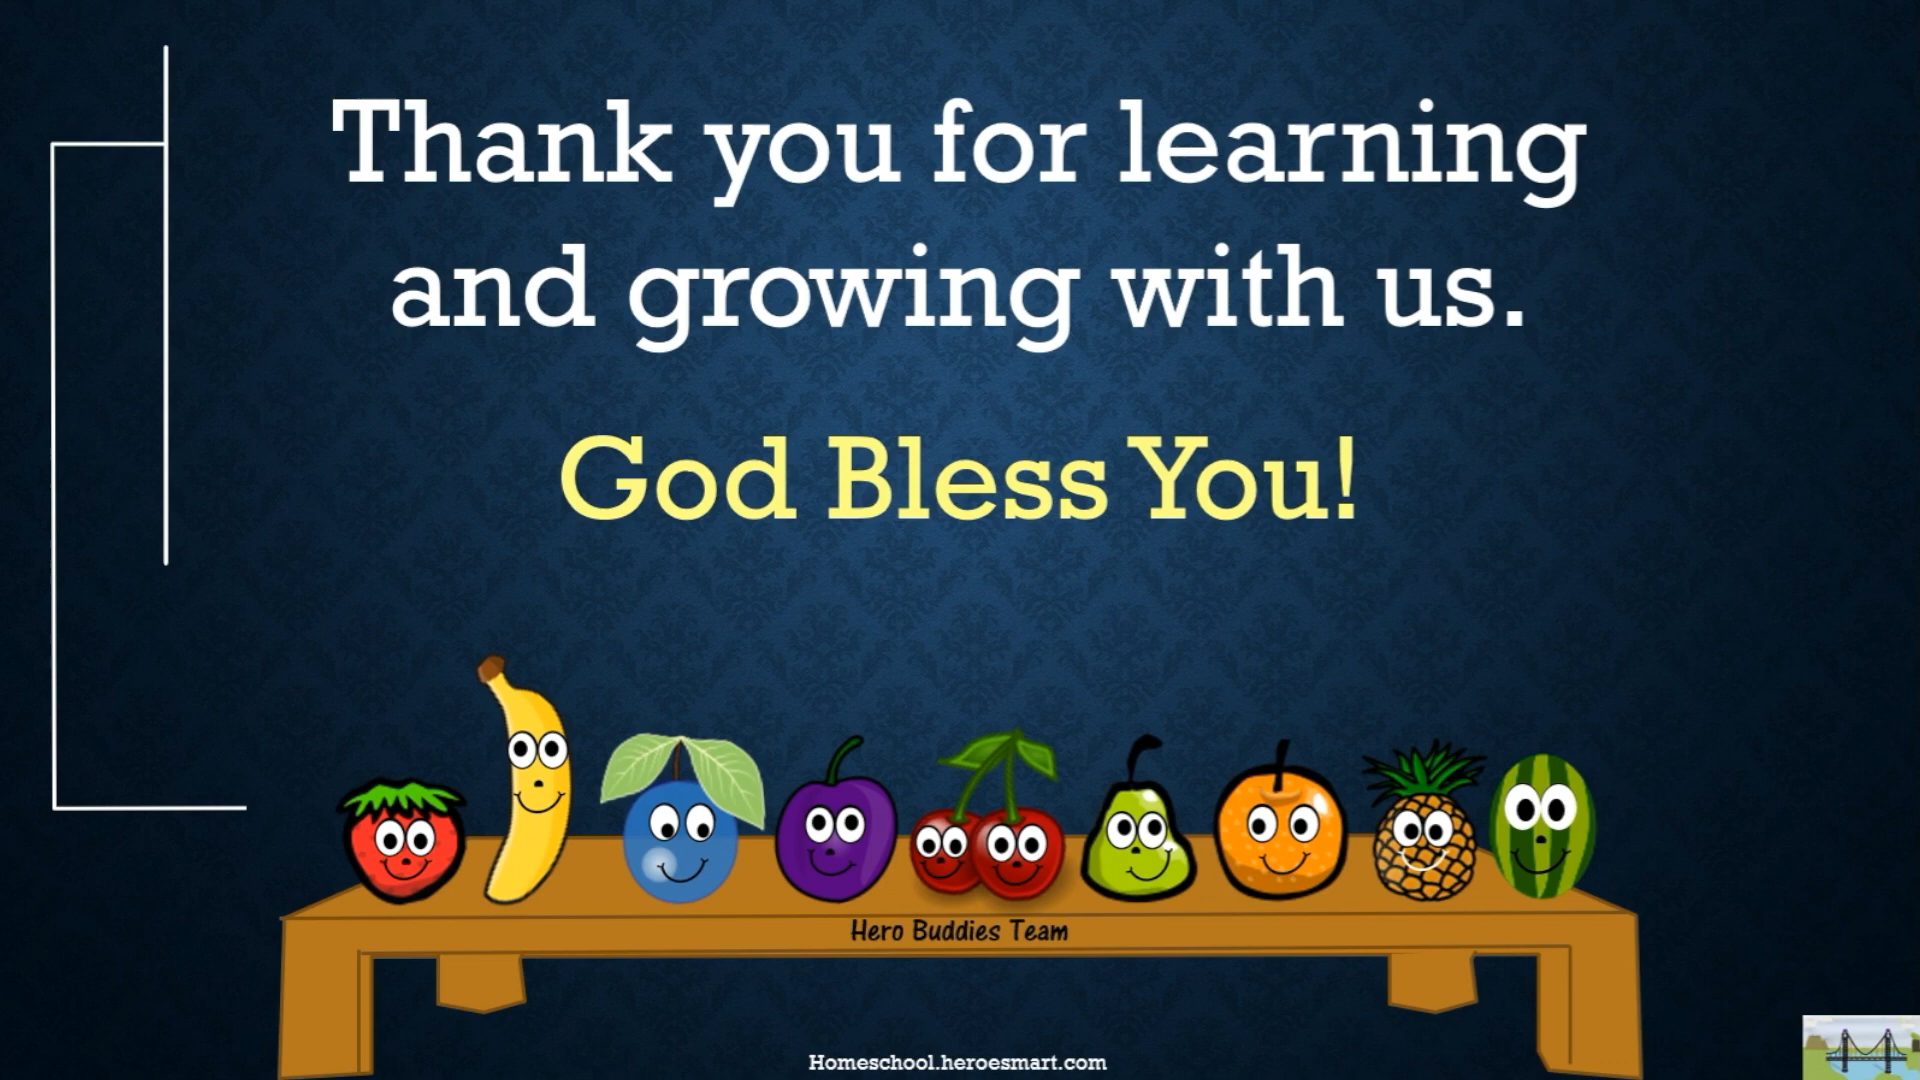 Thank you for learning
and growing with us.
God Bless You!
Hero Buddies Team
Homeschool.heroesmart.com